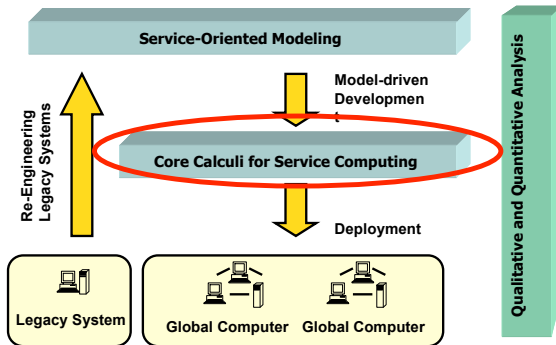 Service-Oriented Modeling
Model-driven
Developmen
t
Core Calculi for Service Computing
Re-Engineering
Legacy Systems
Deployment
Legacy System
Global Computer
Global Computer
Qualitative and Quantitative Analysis